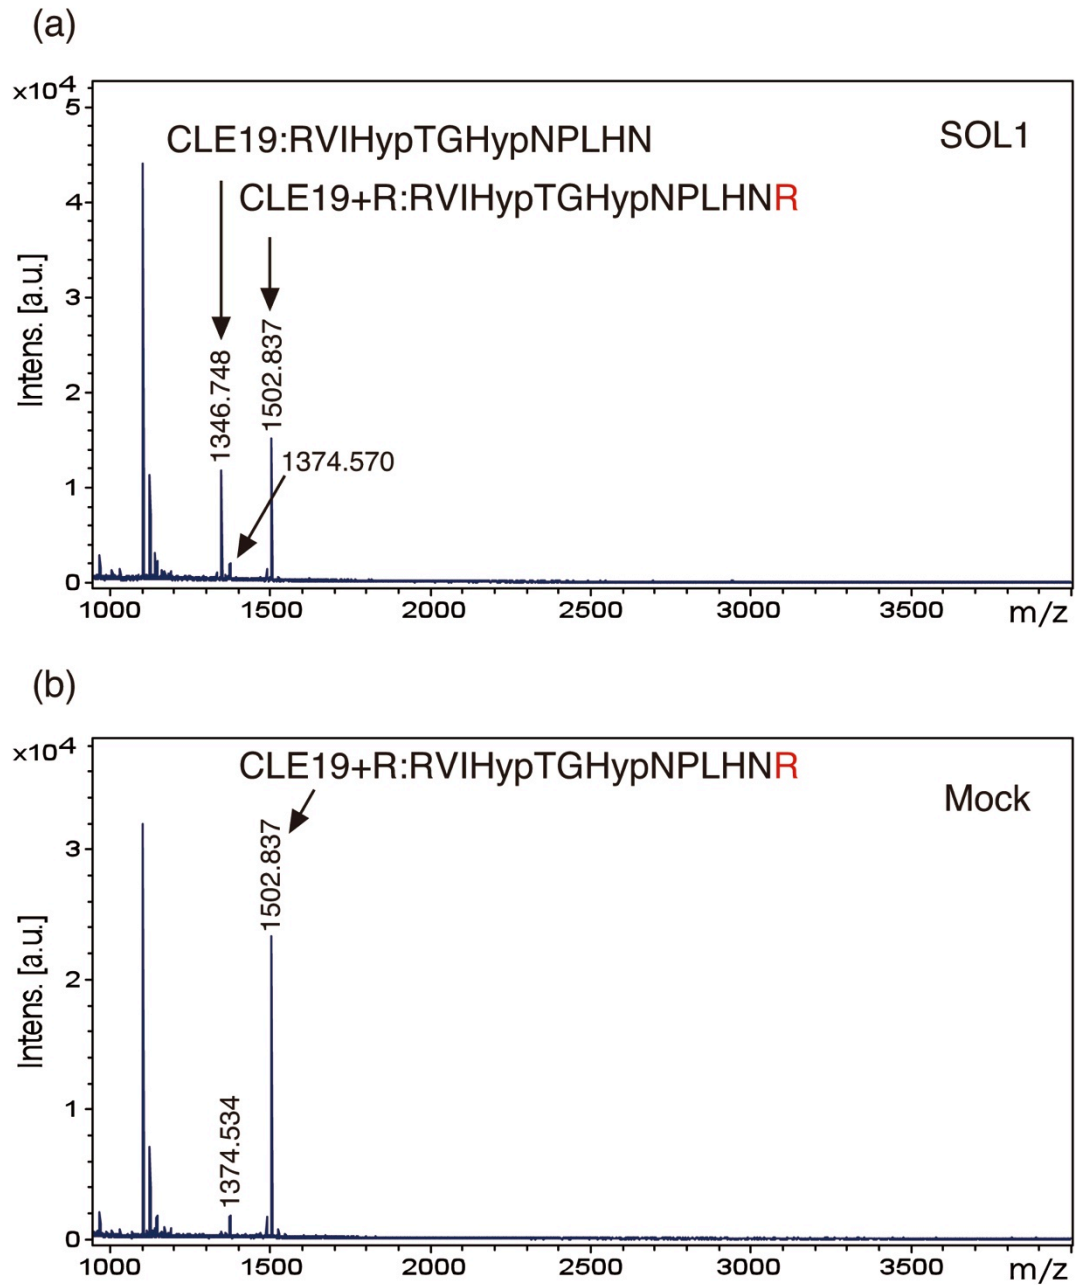 (a)
×10⁴
5
4
3
2
1
0
Intens. [a.u.]
CLE19:RVIHypTGHypNPLHN
SOL1
CLE19+R:RVIHypTGHypNPLHNR
1346.748
1502.837
1374.570
1000 1500 2000 2500 3000 3500 m/z
(b)
×10⁴
3
2
1
0
Intens. [a.u.]
CLE19+R:RVIHypTGHypNPLHNR
Mock
1502.837
1374.534
1000 1500 2000 2500 3000 3500 m/z